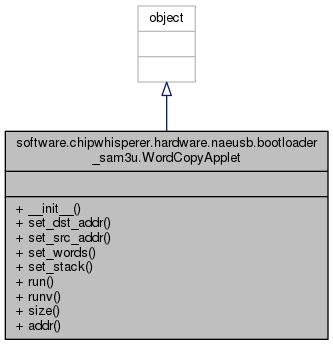 object
software.chipwhisperer.hardware.naeusb.bootloader
_sam3u.WordCopyApplet
+ __init__()
+ set_dst_addr()
+ set_src_addr()
+ set_words()
+ set_stack()
+ run()
+ runv()
+ size()
+ addr()